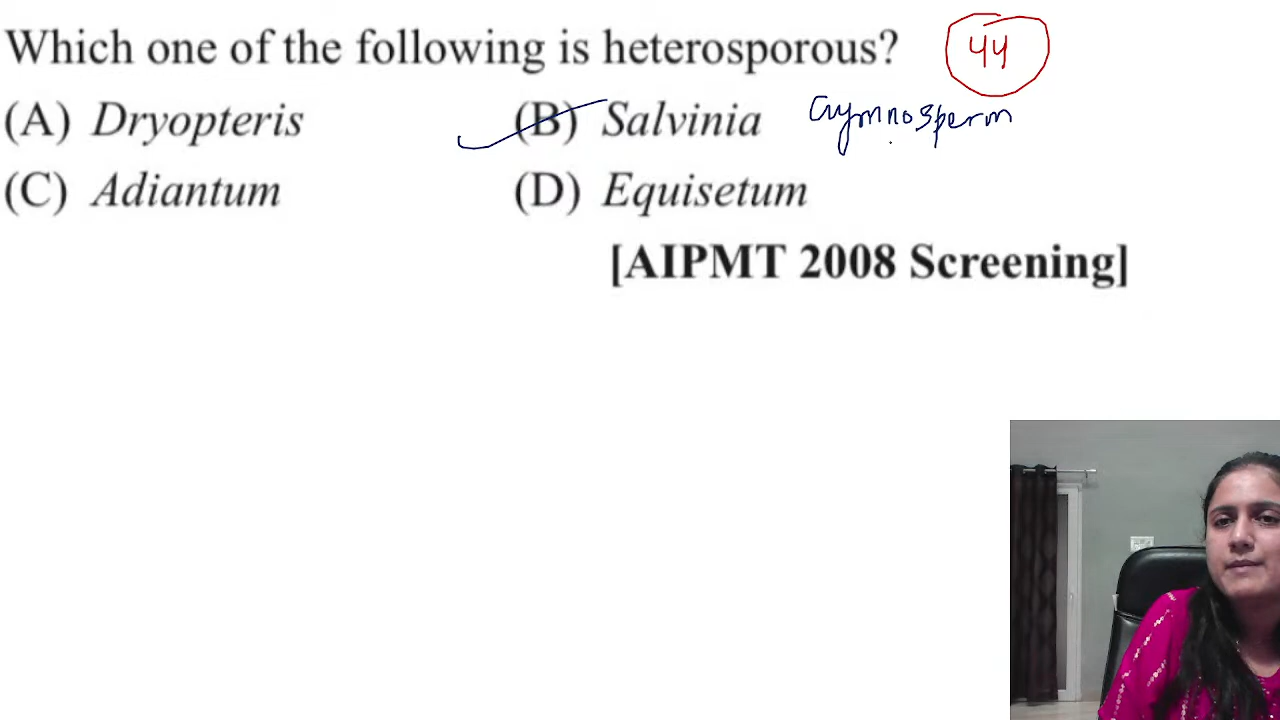 Which one of the following is heterosporous? 44
(A) Dryopteris (B) Salvinia Gymnosperm
(C) Adiantum (D) Equisetum
[AIPMT 2008 Screening]